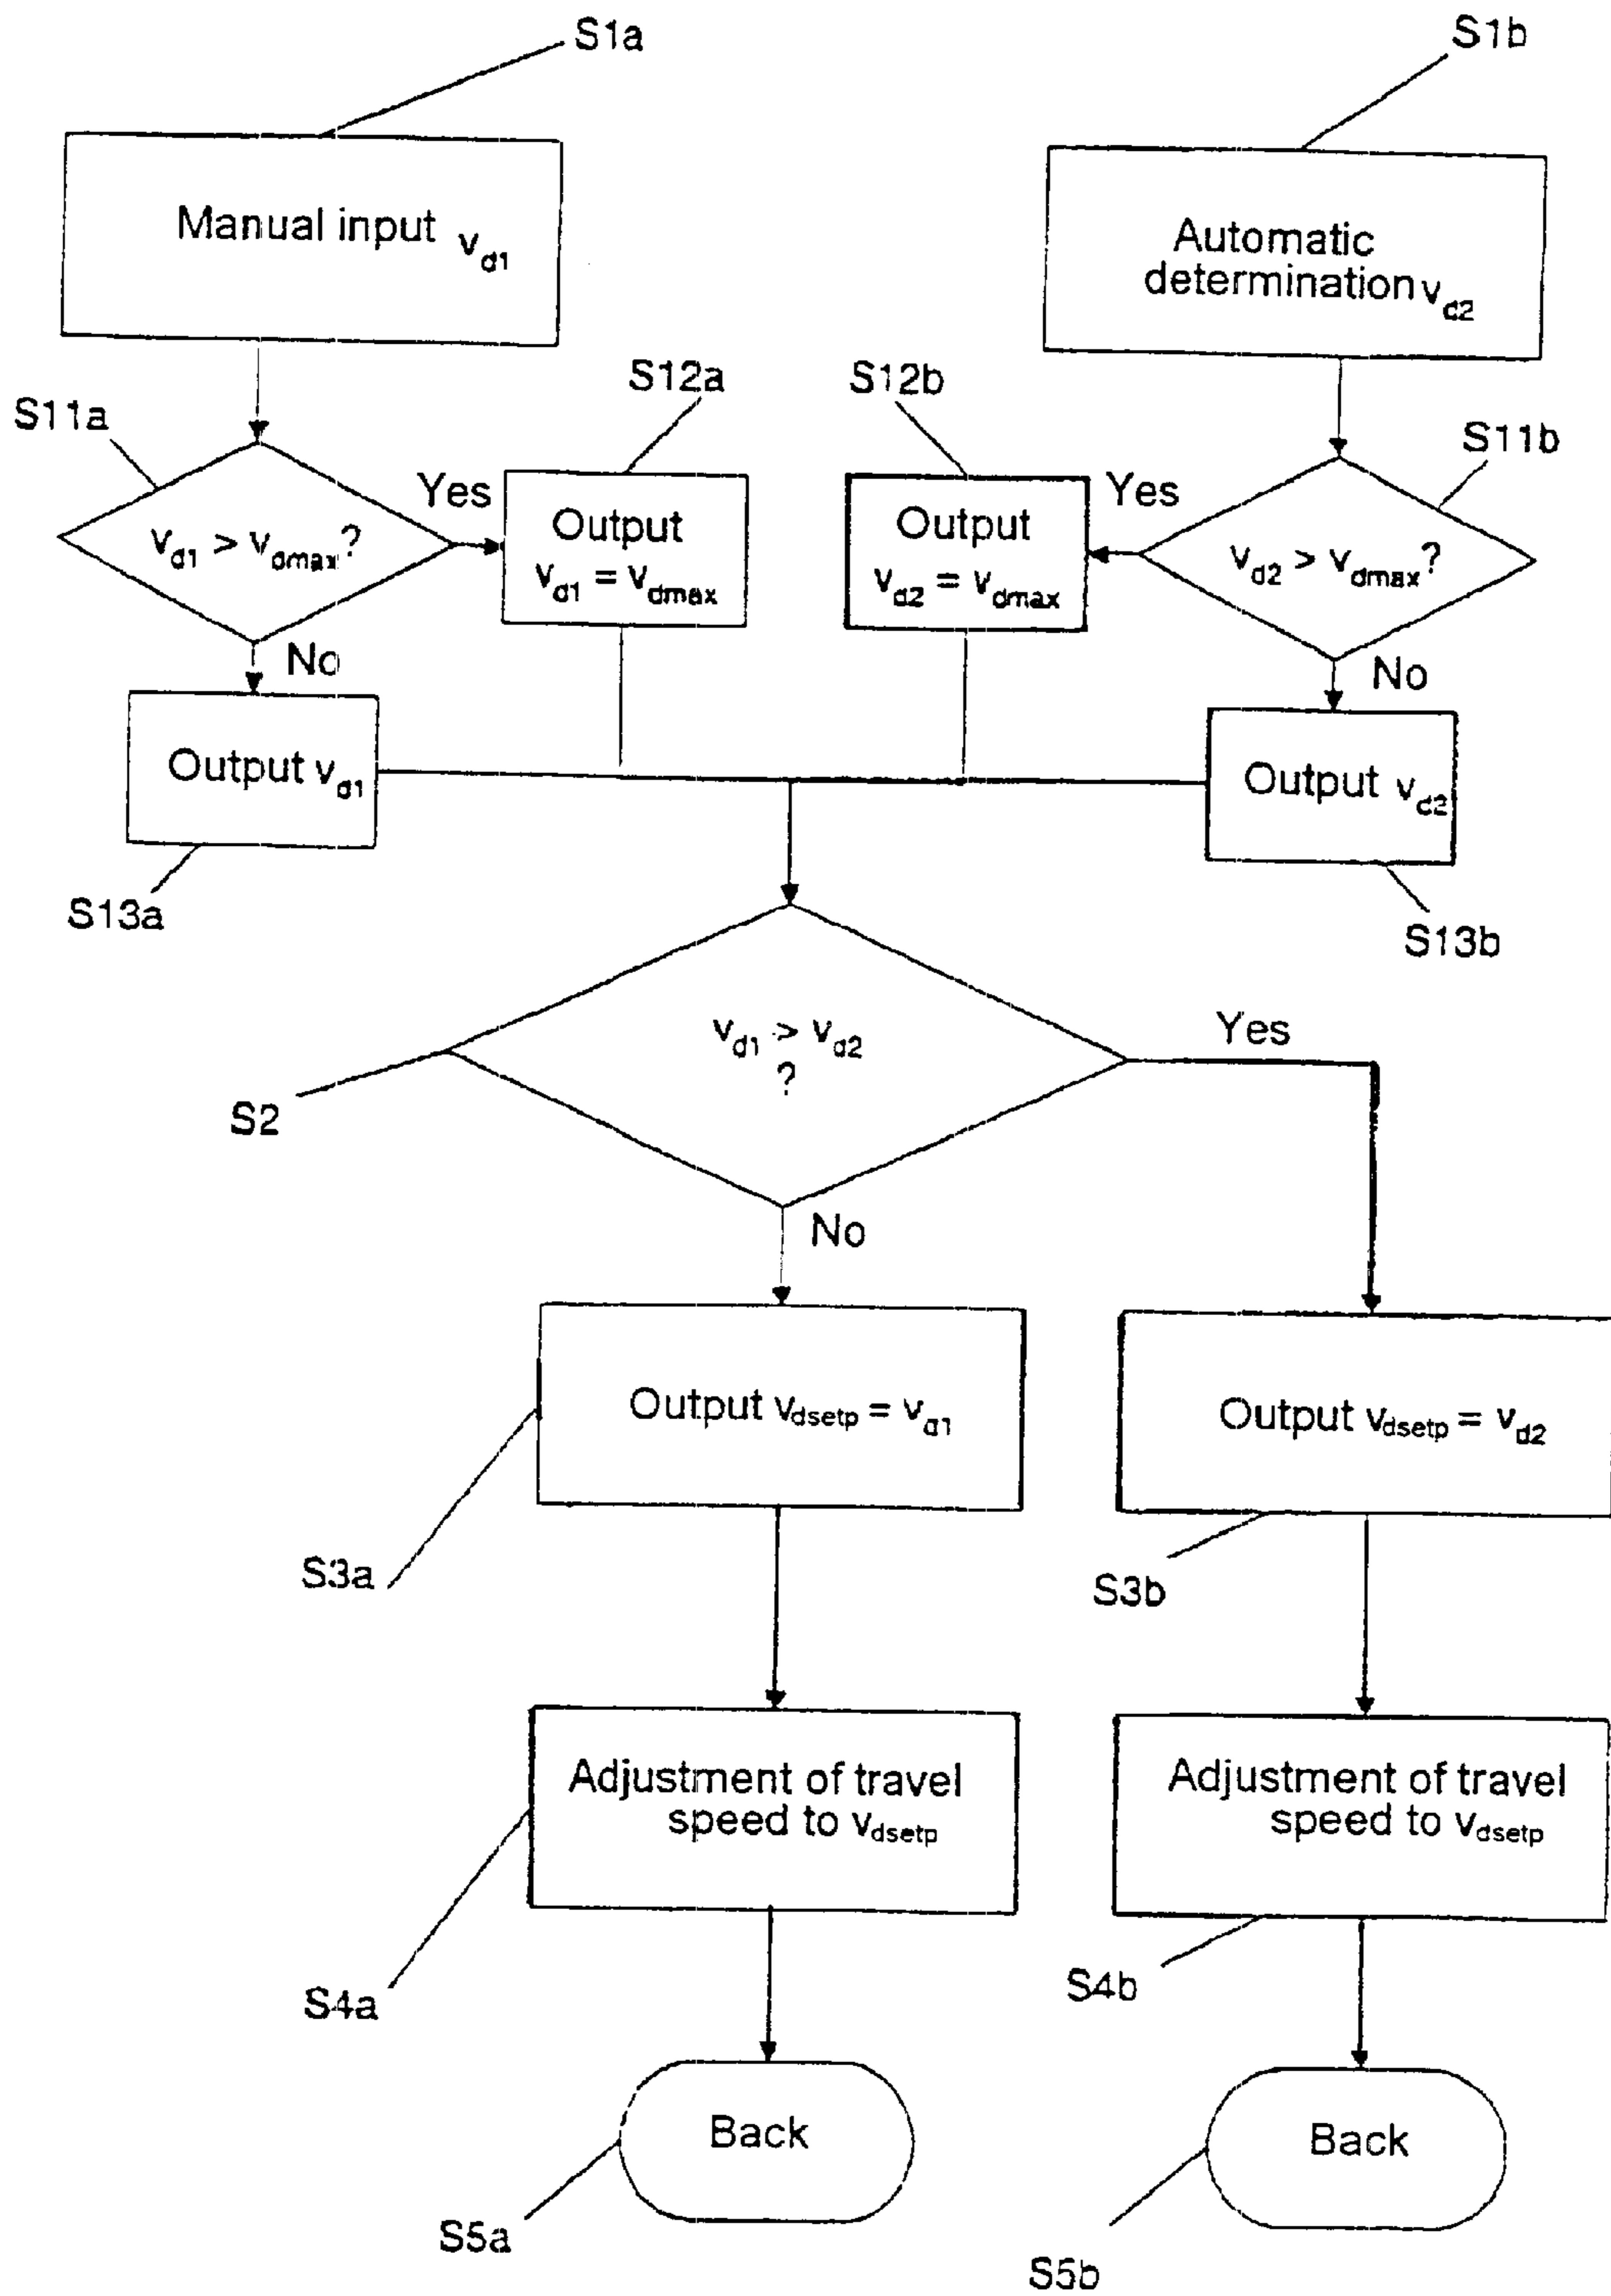 S1a
S1b
Manual input v_d1
Automatic
determination v_d2
S12a
S12b
S11a
S11b
Yes
Yes
v_d1 > v_dmax?
Output
v_d1 = v_dmax
Output
v_d2 = v_dmax
v_d2 > v_dmax?
No
No
Output v_d1
Output v_d2
S13a
S13b
v_d1 > v_d2
?
Yes
S2
No
Output v_dsetp = v_d1
Output v_dsetp = v_d2
S3a
S3b
Adjustment of travel
speed to v_dsetp
Adjustment of travel
speed to v_dsetp
S4a
S4b
Back
Back
S5a
S5b